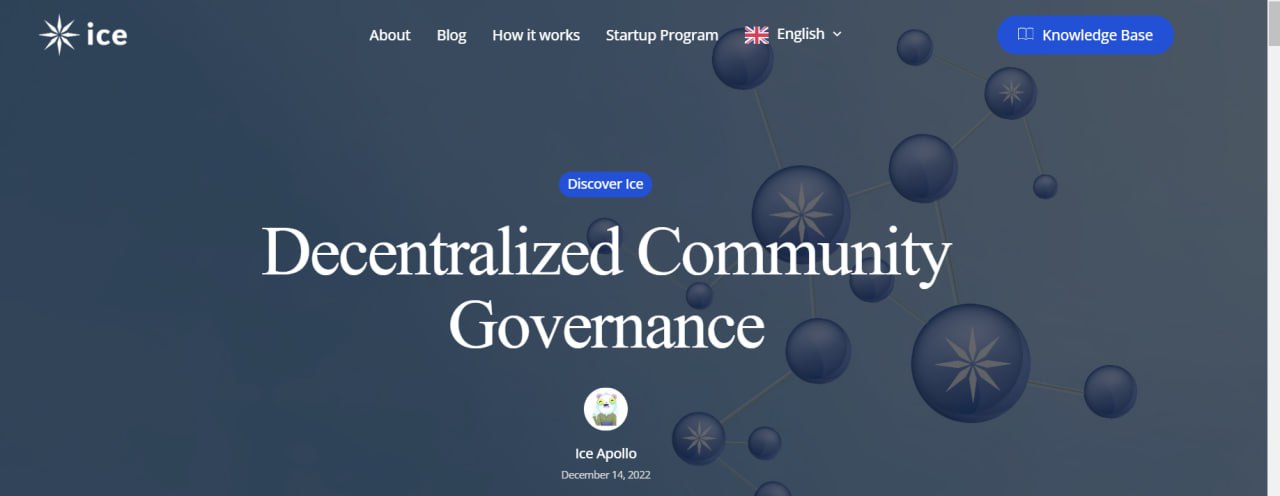 ice
About
Blog
How it works
Startup Program
English
Knowledge Base
Discover Ice
Decentralized Community
Governance
Ice Apollo
December 14, 2022